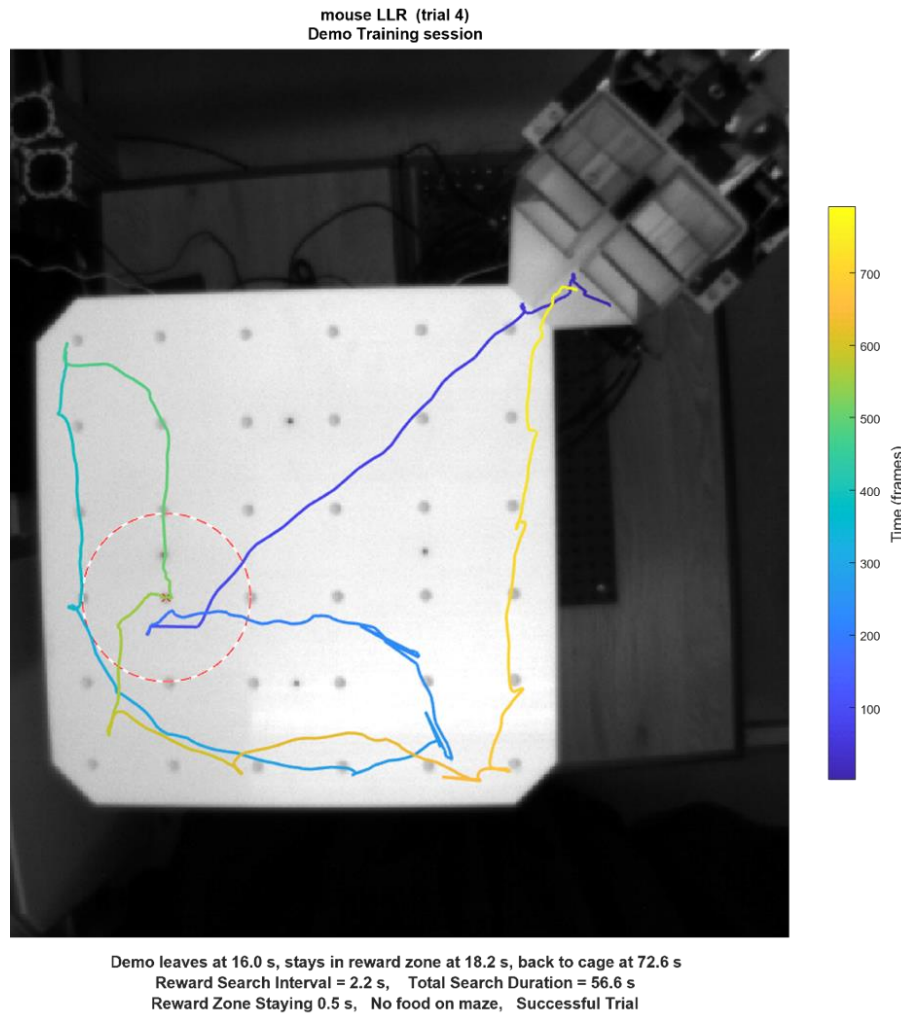 mouse LLR (trial 4)
Demo Training session
700
600
500
400
300
200
100
Time (frames)
Demo leaves at 16.0 s, stays in reward zone at 18.2 s, back to cage at 72.6 s
Reward Search Interval = 2.2 s, Total Search Duration = 56.6 s
Reward Zone Staying 0.5 s, No food on maze, Successful Trial